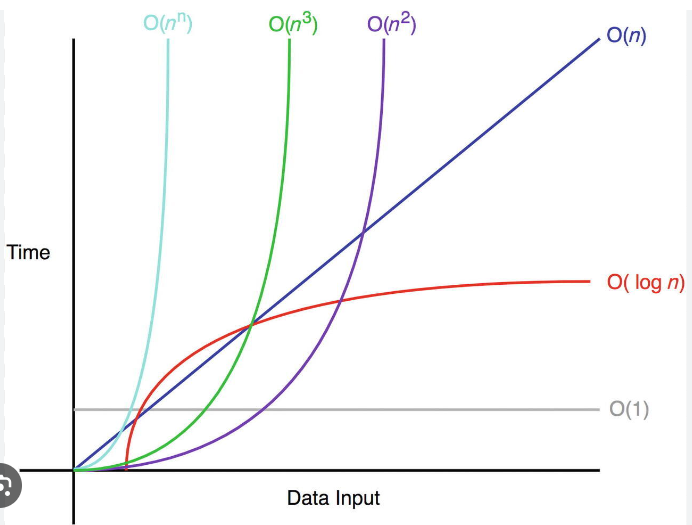 O(nⁿ)
O(n³)
O(n²)
O(n)
Time
O( log n)
O(1)
Data Input